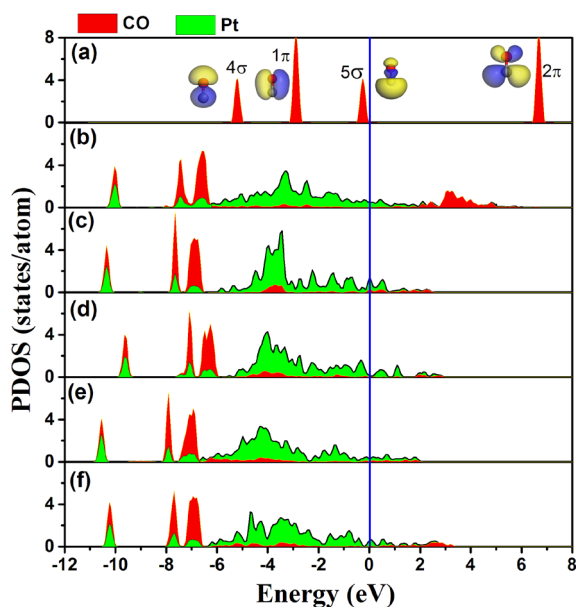 CO Pt
(a)
4σ 1π 5σ 2π
8
4
0
(b)
4
0
(c)
4
0
(d)
4
0
(e)
4
0
(f)
4
0
-12 -10 -8 -6 -4 -2 0 2 4 6 8
Energy (eV)
PDOS (states/atom)